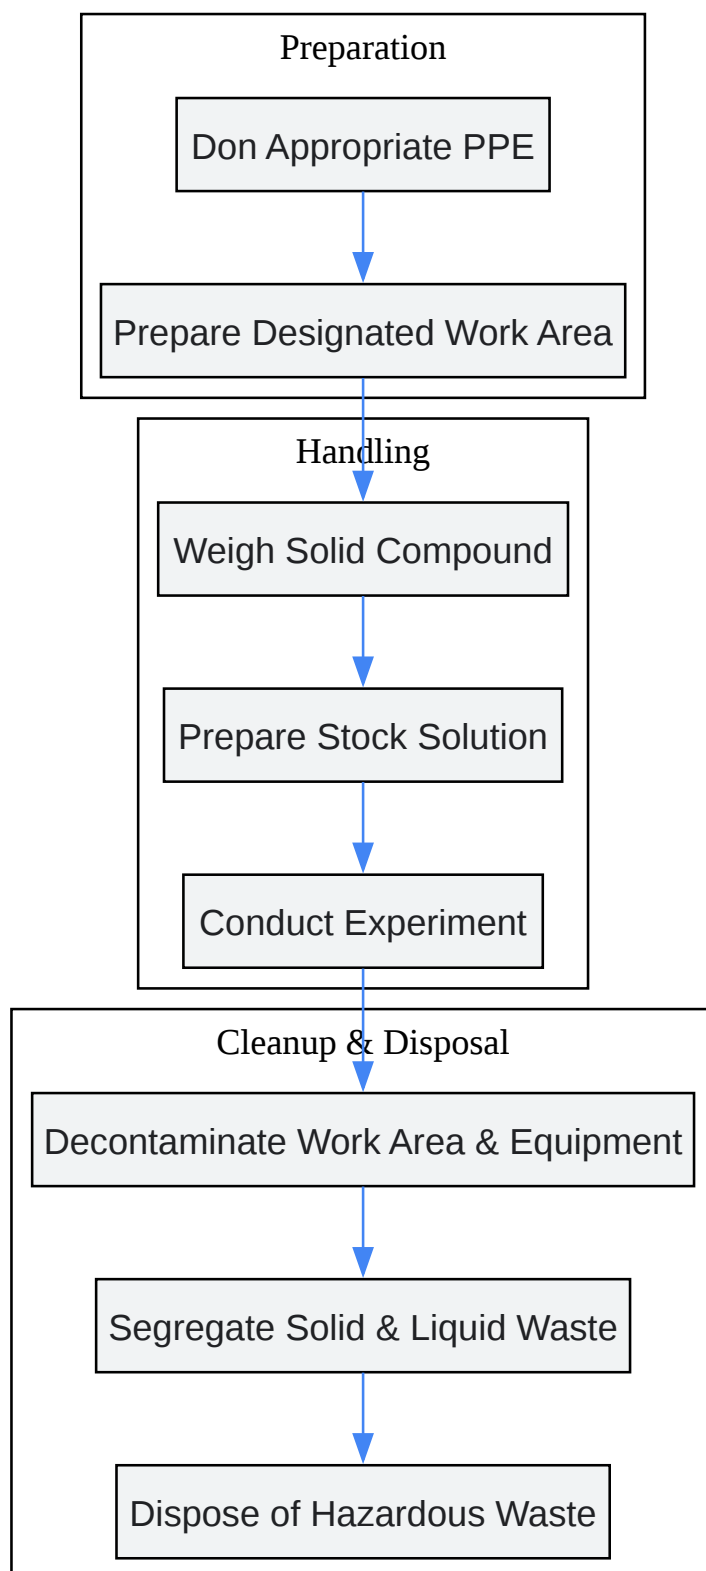 Preparation
Don Appropriate PPE
Prepare Designated Work Area
Handling
Weigh Solid Compound
Prepare Stock Solution
Conduct Experiment
Cleanup & Disposal
Decontaminate Work Area & Equipment
Segregate Solid & Liquid Waste
Dispose of Hazardous Waste